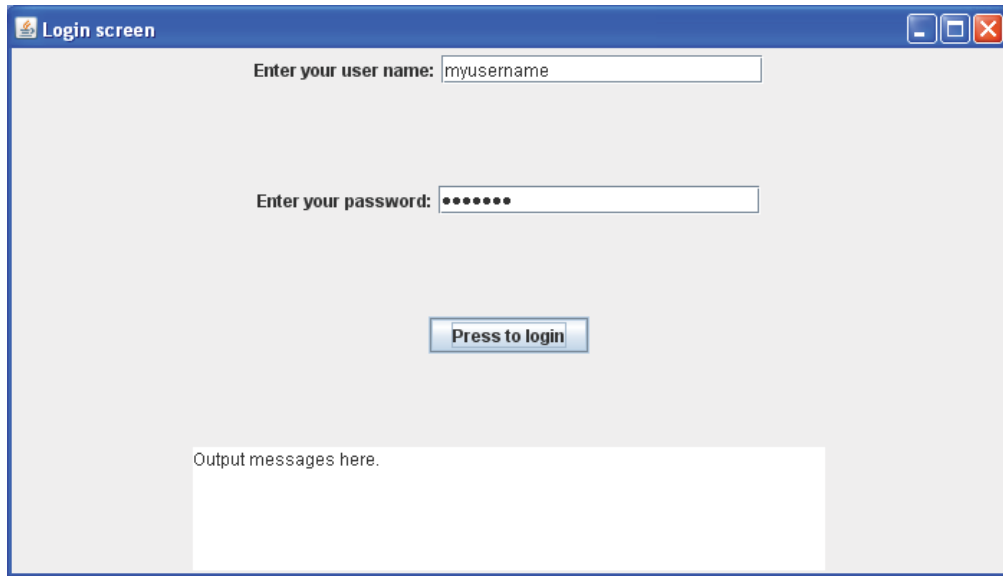 Login screen
Enter your user name: myusername
Enter your password: •••••••
Press to login
Output messages here.